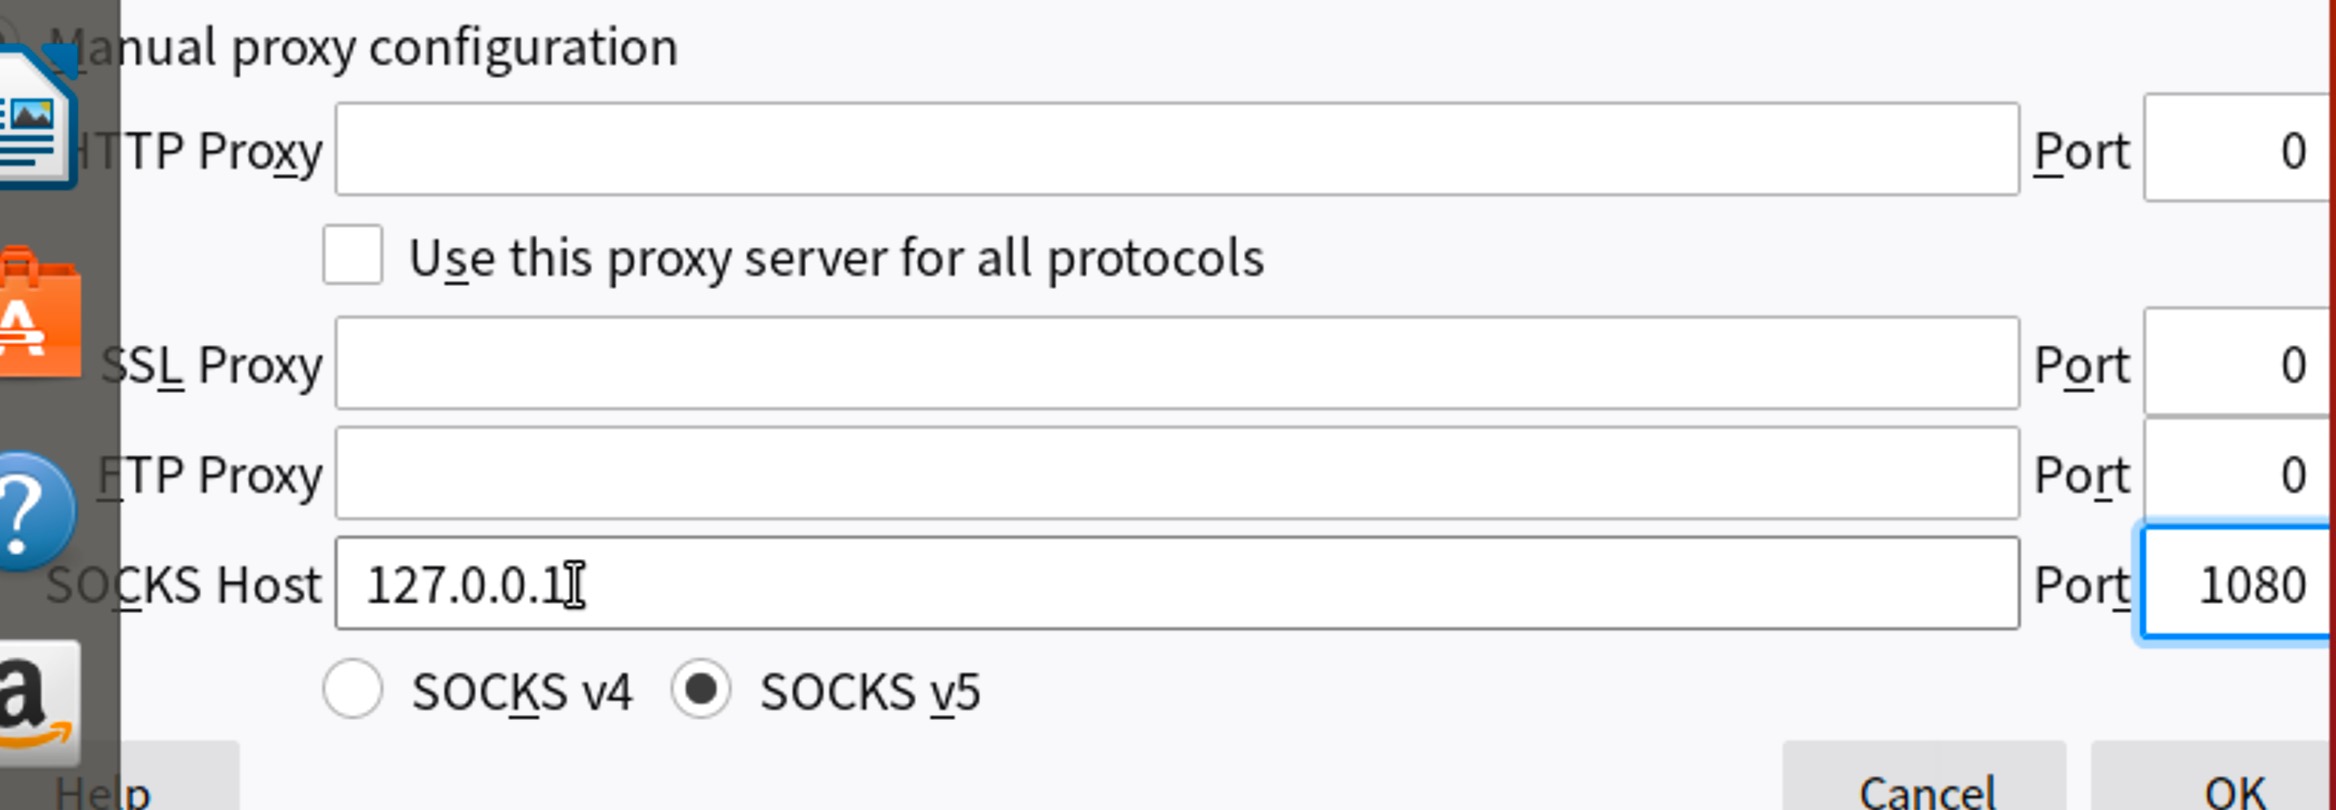 Manual proxy configuration
HTTP Proxy Port 0
Use this proxy server for all protocols
SSL Proxy Port 0
FTP Proxy Port 0
SOCKS Host 127.0.0.1 Port 1080
SOCKS v4 SOCKS v5
Help Cancel OK